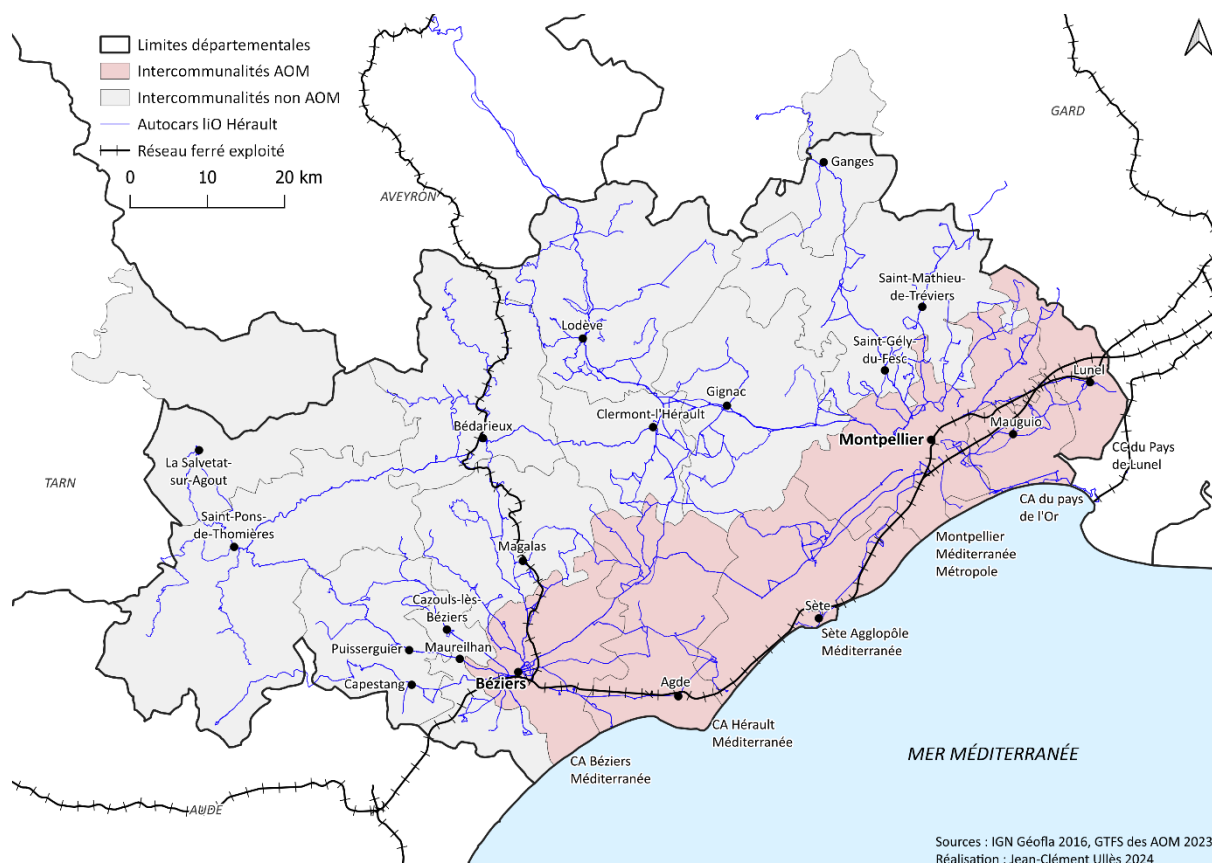 Limites départementales
Intercommunalités AOM
Intercommunalités non AOM
Autocars liO Hérault
Réseau ferré exploité
0 10 20 km
GARD
AVEYRON
Ganges
Saint-Mathieu-
de-Tréviers
Lodève
Saint-Gély-
du-Fesc
Lunel
Gignac
Clermont-l'Hérault
Mauguio
Bédarieux
Montpellier
CC du Pays
de Lunel
La Salvetat-
sur-Agout
TARN
CA du pays
de l'Or
Saint-Pons-
de-Thomières
Montpellier
Méditerranée
Métropole
Magalas
Cazouls-lès-
Béziers
Sète
Sète Agglopôle
Méditerranée
Maureilhan
Puisserguier
Béziers
Agde
Capestang
CA Hérault
Méditerranée
MER MÉDITERRANÉE
CA Béziers
Méditerranée
AUDE
Sources : IGN Géofla 2016, GTFS des AOM 2023
Réalisation : Jean-Clément Ullès 2024